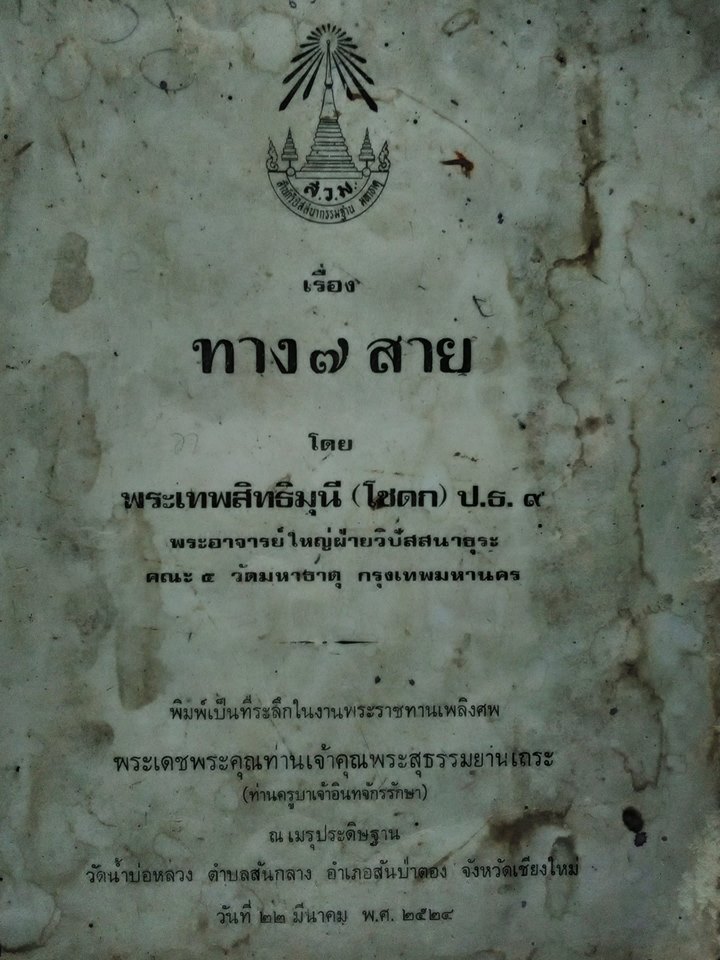 ส.ว.ม.
สำนักวิปัสสนากรรมฐาน มหาธาตุ
เรื่อง
ทาง ๗ สาย
โดย
พระเทพสิทธิมุนี (โชดก) ป.ธ. ๙
พระอาจารย์ใหญ่ฝ่ายวิปัสสนาธุระ
คณะ ๕ วัดมหาธาตุ กรุงเทพมหานคร
พิมพ์เป็นที่ระลึกในงานพระราชทานเพลิงศพ
พระเดชพระคุณท่านเจ้าคุณพระสุธรรมยานเถระ
(ท่านครูบาเจ้าอินทจักรรักษา)
ณ เมรุประดิษฐาน
วัดน้ำบ่อหลวง ตำบลสันกลาง อำเภอสันป่าตอง จังหวัดเชียงใหม่
วันที่ ๒๒ มีนาคม พ.ศ. ๒๕๒๔